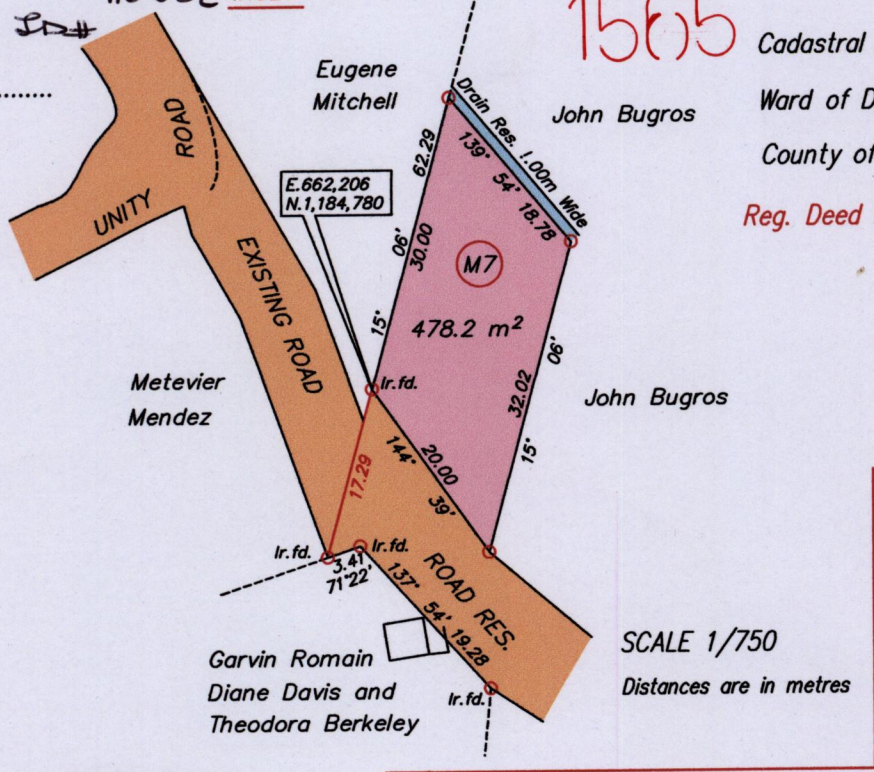 1565
Cadastral
Ward of D
County of
Reg. Deed
Eugene
Mitchell
John Bugros
Drain Res. 1.00m Wide
139° 54' 18.78
62.29
15° 06'
30.00
E.662,206
N.1,184,780
M7
478.2 m²
ROAD
UNITY
EXISTING ROAD
Metevier
Mendez
Ir.fd.
15° 06'
32.02
John Bugros
144° 39'
20.00
17.29
Ir.fd.
Ir.fd.
3.41
71°22'
137° 54' 19.28
ROAD RES.
Ir.fd.
Garvin Romain
Diane Davis and
Theodora Berkeley
SCALE 1/750
Distances are in metres